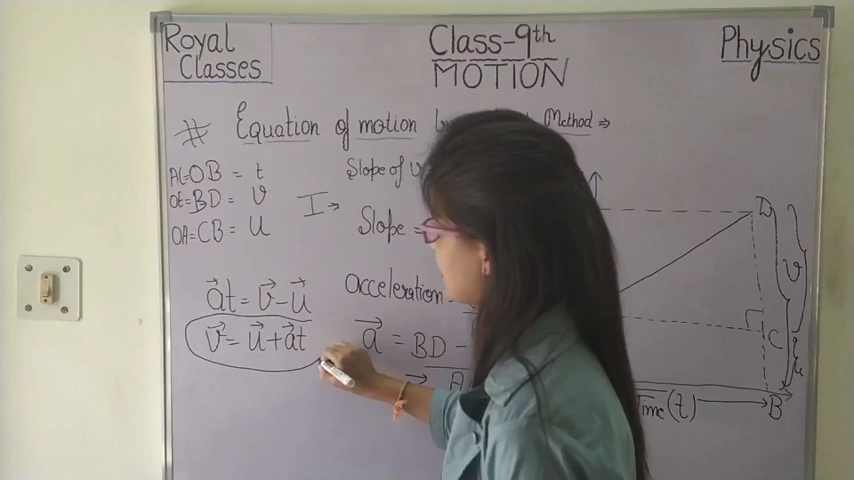 Royal
Classes
Class-9th
MOTION
Physics
# Equation of motion Method ⇒
AC=OB = t
OE=BD = v
OA=CB = u
I →
Slope of v
Slope =
Acceleration
a⃗t = v⃗ - u⃗
v⃗ = u⃗ + a⃗t
a⃗ = BD -
A
D
v
C
u
Time (t)
B